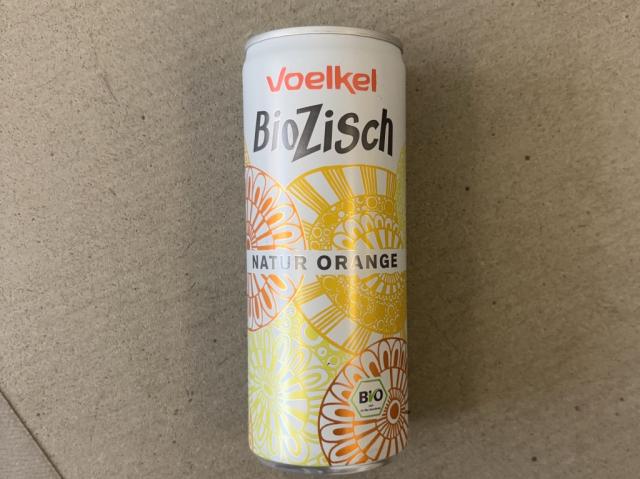 Voelkel
BioZisch
NATUR ORANGE
BIO